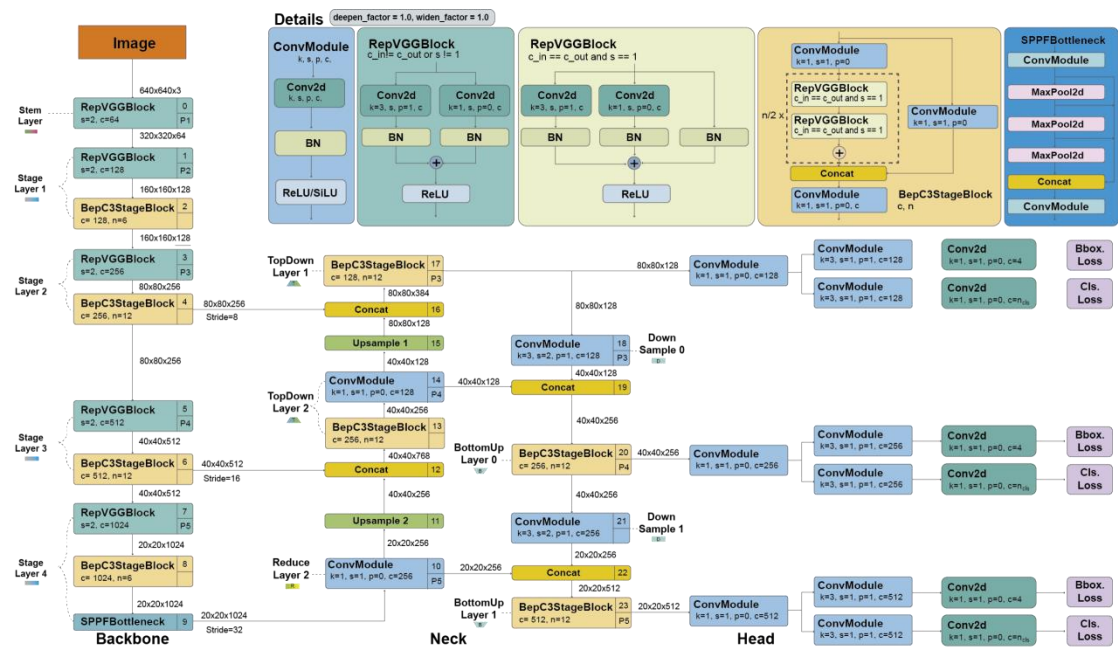 Details
deepen_factor = 1.0, widen_factor = 1.0
ConvModule
k, s, p, c,
Conv2d
k, s, p, c,
BN
ReLU/SiLU
RepVGGBlock
c_in!= c_out or s != 1
Conv2d
k=3, s, p=1, c
Conv2d
k=1, s, p=0, c
BN
BN
+
ReLU
RepVGGBlock
c_in == c_out and s == 1
Conv2d
k=3, s, p=1, c
Conv2d
k=1, s, p=0, c
BN
BN
BN
+
ReLU
ConvModule
k=1, s=1, p=0
n/2 x
RepVGGBlock
c_in == c_out and s == 1
RepVGGBlock
c_in == c_out and s == 1
+
ConvModule
k=1, s=1, p=0
Concat
ConvModule
k=1, s=1, p=0, c
BepC3StageBlock
c, n
SPPFBottleneck
ConvModule
MaxPool2d
MaxPool2d
MaxPool2d
Concat
ConvModule
Image
640x640x3
Stem
Layer
RepVGGBlock
s=2, c=64
0
P1
320x320x64
Stage
Layer 1
RepVGGBlock
s=2, c=128
1
P2
160x160x128
BepC3StageBlock
c= 128, n=6
2
160x160x128
Stage
Layer 2
RepVGGBlock
s=2, c=256
3
P3
80x80x256
BepC3StageBlock
c= 256, n=12
4
80x80x256
Stride=8
80x80x256
Stage
Layer 3
RepVGGBlock
s=2, c=512
5
P4
40x40x512
BepC3StageBlock
c= 512, n=12
6
40x40x512
Stride=16
40x40x512
Stage
Layer 4
RepVGGBlock
s=2, c=1024
7
P5
20x20x1024
BepC3StageBlock
c= 1024, n=6
8
20x20x1024
SPPFBottleneck
9
20x20x1024
Stride=32
Backbone
TopDown
Layer 1
BepC3StageBlock
c= 128, n=12
17
P3
80x80x384
Concat
16
80x80x128
Upsample 1
15
40x40x128
TopDown
Layer 2
ConvModule
k=1, s=1, p=0, c=128
14
P4
40x40x128
40x40x256
BepC3StageBlock
c= 256, n=12
13
40x40x768
Concat
12
40x40x256
Upsample 2
11
20x20x256
Reduce
Layer 2
ConvModule
k=1, s=1, p=0, c=256
10
P5
20x20x256
80x80x128
80x80x128
ConvModule
k=3, s=2, p=1, c=128
18
P3
Down
Sample 0
40x40x128
Concat
19
40x40x256
BottomUp
Layer 0
BepC3StageBlock
c= 256, n=12
20
P4
40x40x256
40x40x256
ConvModule
k=3, s=2, p=1, c=256
21
Down
Sample 1
20x20x256
Concat
22
20x20x512
BottomUp
Layer 1
BepC3StageBlock
c= 512, n=12
23
P5
20x20x512
Neck
ConvModule
k=1, s=1, p=0, c=128
ConvModule
k=3, s=1, p=1, c=128
Conv2d
k=1, s=1, p=0, c=4
Bbox.
Loss
ConvModule
k=3, s=1, p=1, c=128
Conv2d
k=1, s=1, p=0, c=ncls
Cls.
Loss
ConvModule
k=1, s=1, p=0, c=256
ConvModule
k=3, s=1, p=1, c=256
Conv2d
k=1, s=1, p=0, c=4
Bbox.
Loss
ConvModule
k=3, s=1, p=1, c=256
Conv2d
k=1, s=1, p=0, c=ncls
Cls.
Loss
ConvModule
k=1, s=1, p=0, c=512
ConvModule
k=3, s=1, p=1, c=512
Conv2d
k=1, s=1, p=0, c=4
Bbox.
Loss
ConvModule
k=3, s=1, p=1, c=512
Conv2d
k=1, s=1, p=0, c=ncls
Cls.
Loss
Head